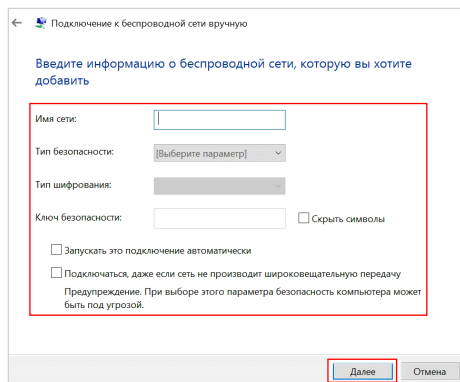 Подключение к беспроводной сети вручную
Введите информацию о беспроводной сети, которую вы хотите
добавить
Имя сети:
Тип безопасности: [Выберите параметр]
Тип шифрования:
Ключ безопасности: Скрыть символы
Запускать это подключение автоматически
Подключаться, даже если сеть не производит широковещательную передачу
Предупреждение. При выборе этого параметра безопасность компьютера может
быть под угрозой.
Далее Отмена